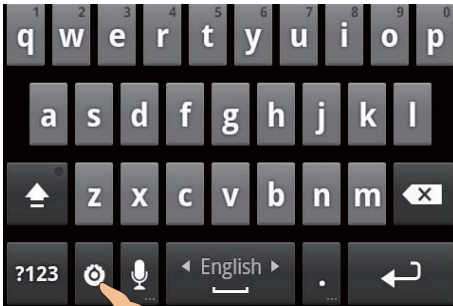 1 2 3 4 5 6 7 8 9 0
q w e r t y u i o p
a s d f g h j k l
z x c v b n m
?123 English . ...